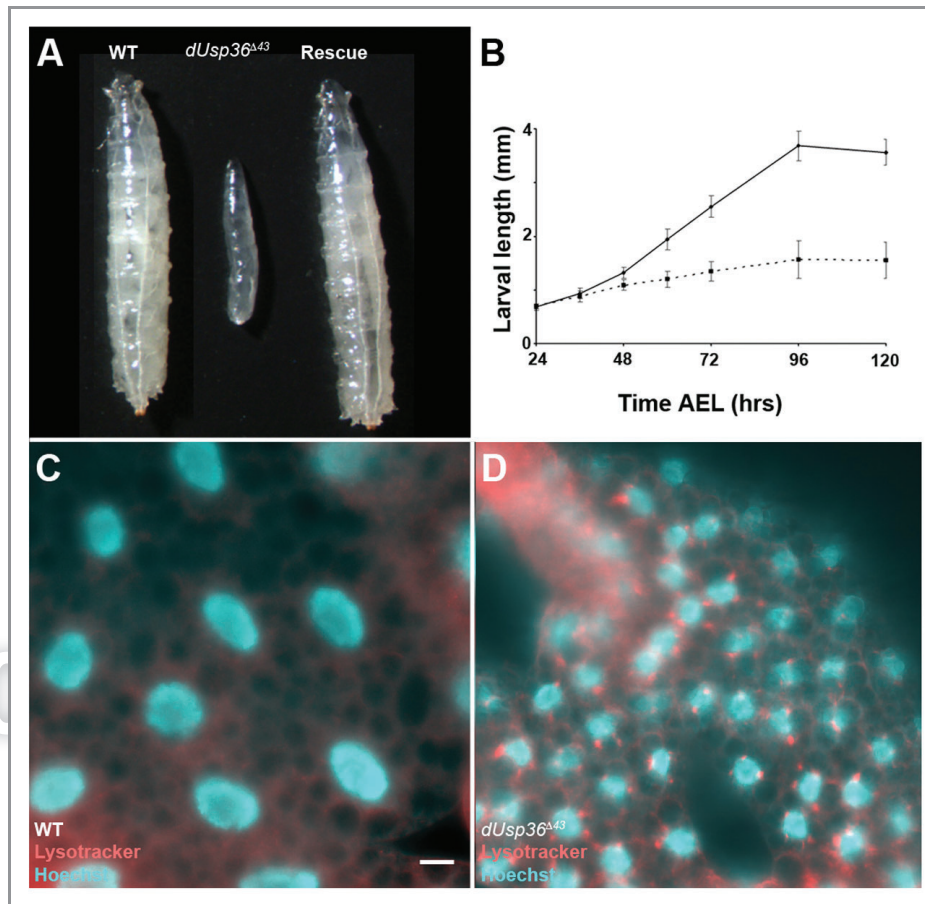 A
WT
dUsp36Δ43
Rescue
B
Larval length (mm)
4
2
0
24
48
72
96
120
Time AEL (hrs)
C
WT
Lysotracker
Hoechst
D
dUsp36Δ43
Lysotracker
Hoechst